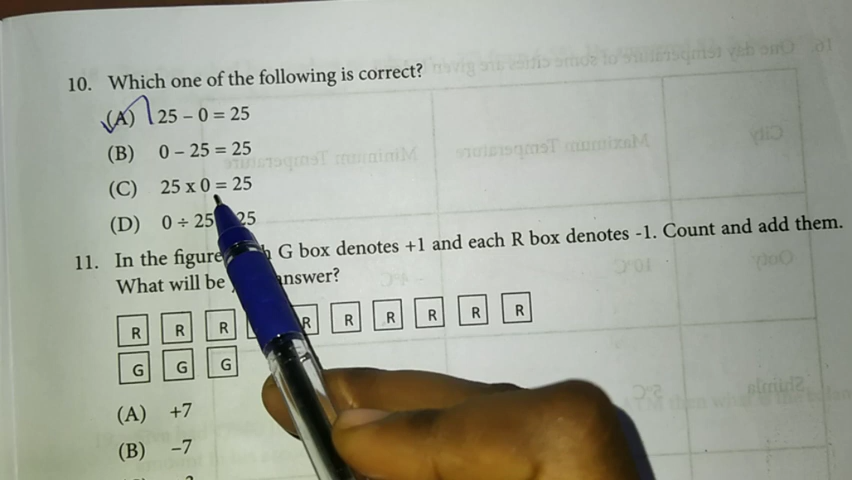 10. Which one of the following is correct?
(A) 25 – 0 = 25
(B) 0 – 25 = 25
(C) 25 x 0 = 25
(D) 0 ÷ 25 25
11. In the figure G box denotes +1 and each R box denotes -1. Count and add them.
What will be answer?
R R R R R R R R R
G G G
(A) +7
(B) –7